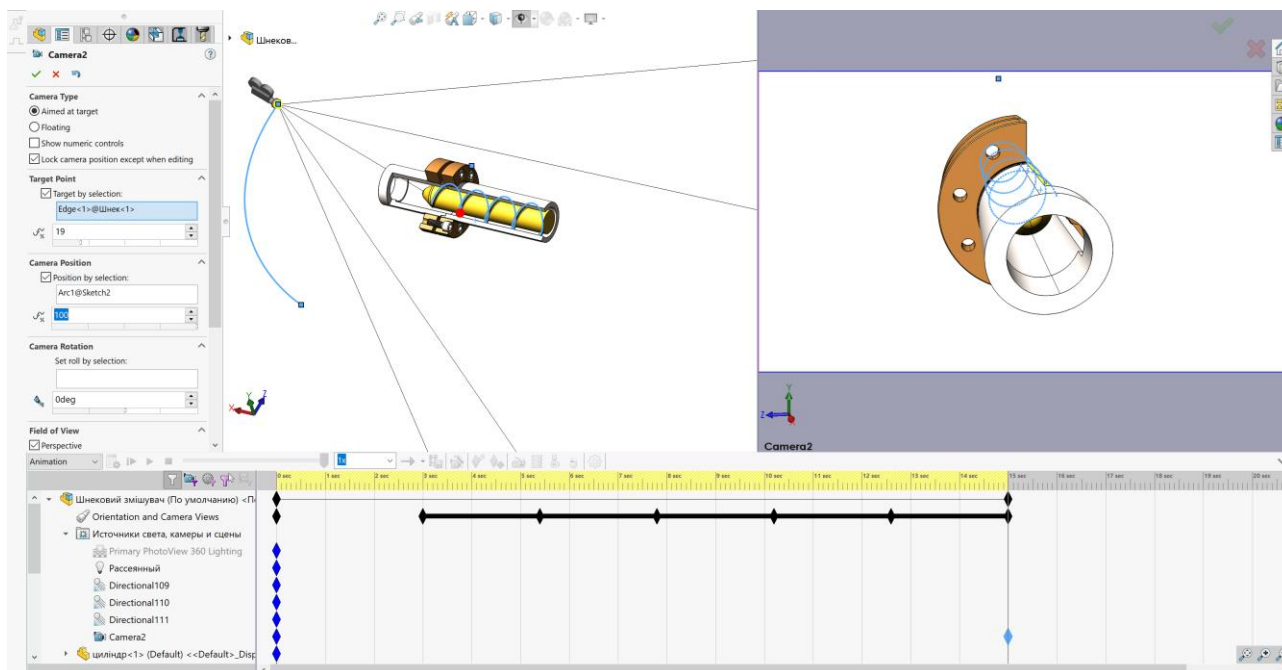 Шнеков...
Camera2
Camera Type
Aimed at target
Floating
Show numeric controls
Lock camera position except when editing
Target Point
Target by selection:
Edge<1>@Шнек<1>
19
Camera Position
Position by selection:
Arc1@Sketch2
100
Camera Rotation
Set roll by selection:
0deg
Field of View
Perspective
Y
Z
X
Y
Z
Camera2
Animation
1x
0 sec
1 sec
2 sec
3 sec
4 sec
5 sec
6 sec
7 sec
8 sec
9 sec
10 sec
11 sec
12 sec
13 sec
14 sec
15 sec
16 sec
17 sec
18 sec
19 sec
20 sec
Шнековий змішувач (По умолчанию) <П
Orientation and Camera Views
Источники света, камеры и сцены
Primary PhotoView 360 Lighting
Рассеянный
Directional109
Directional110
Directional111
Camera2
циліндр<1> (Default) <<Default>_Disp